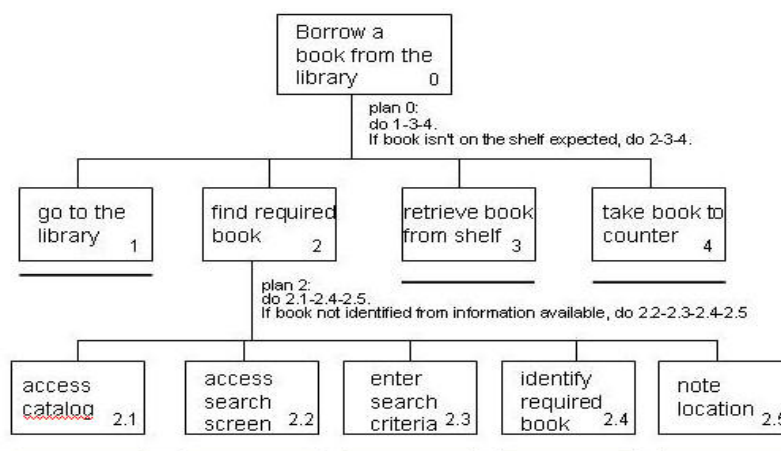 Borrow a
book from the
library 0
plan 0:
do 1-3-4.
If book isn't on the shelf expected, do 2-3-4.
go to the
library 1
find required
book 2
retrieve book
from shelf 3
take book to
counter 4
plan 2:
do 2.1-2.4-2.5.
If book not identified from information available, do 2.2-2.3-2.4-2.5
access
catalog 2.1
access
search
screen 2.2
enter
search
criteria 2.3
identify
required
book 2.4
note
location 2.5